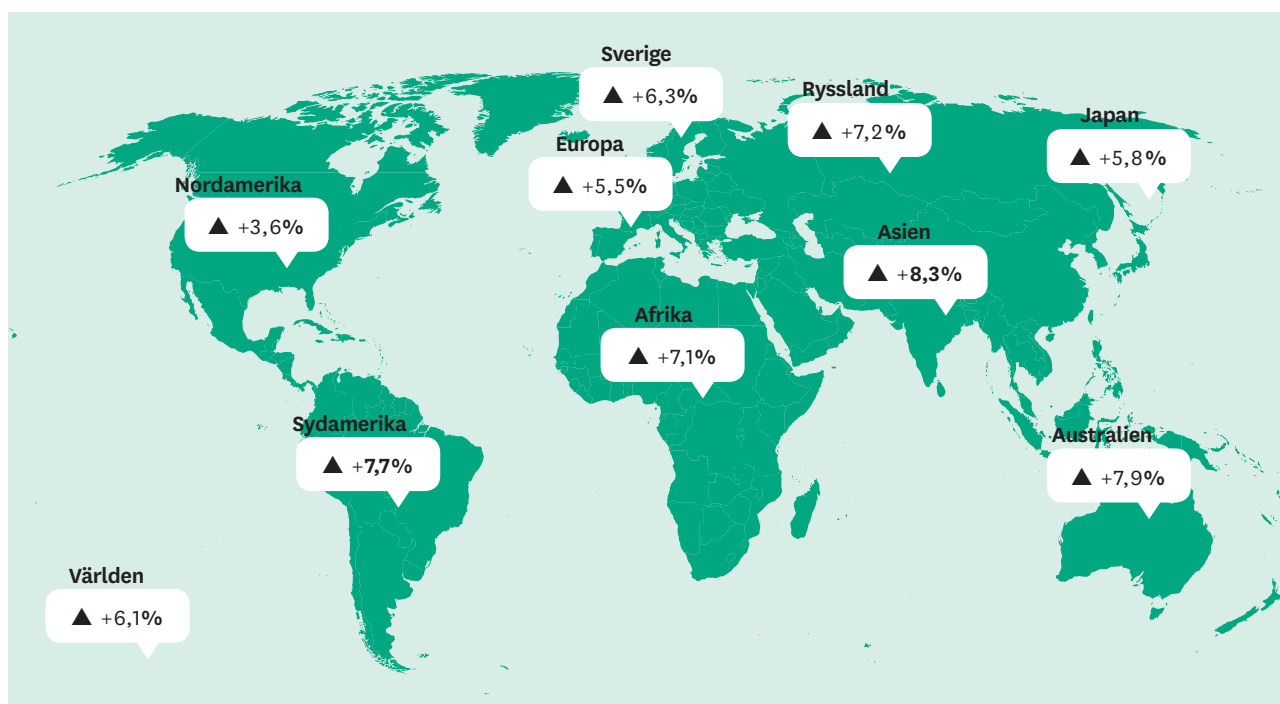 Sverige
▲ +6,3%
Ryssland
▲ +7,2%
Japan
▲ +5,8%
Europa
▲ +5,5%
Nordamerika
▲ +3,6%
Asien
▲ +8,3%
Afrika
▲ +7,1%
Sydamerika
▲ +7,7%
Australien
▲ +7,9%
Världen
▲ +6,1%